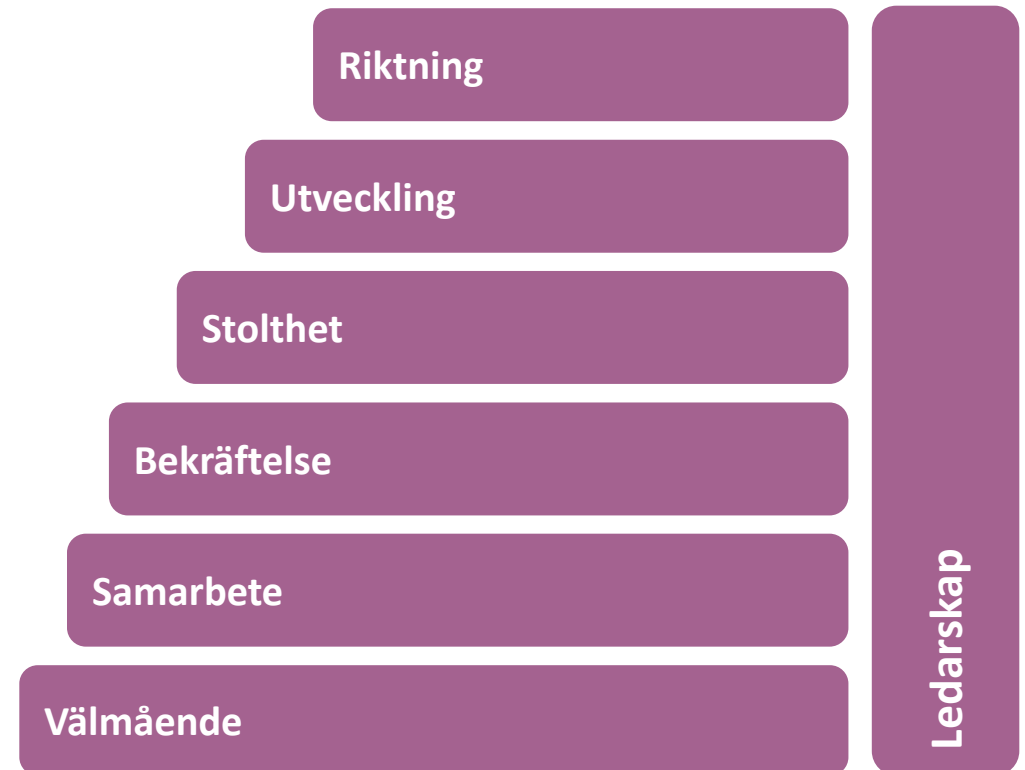 Riktning
Utveckling
Stolthet
Bekräftelse
Samarbete
Välmående
Ledarskap